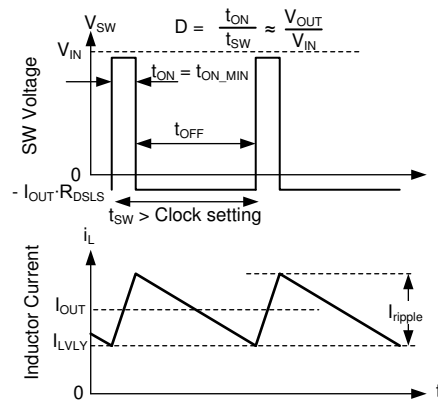 V_SW
D = t_ON / t_SW ≈ V_OUT / V_IN
V_IN
t_ON = t_ON_MIN
SW Voltage
t_OFF
0
- I_OUT·R_DSLS
t_SW > Clock setting
i_L
Inductor Current
I_OUT
I_ripple
I_LVLY
0
t